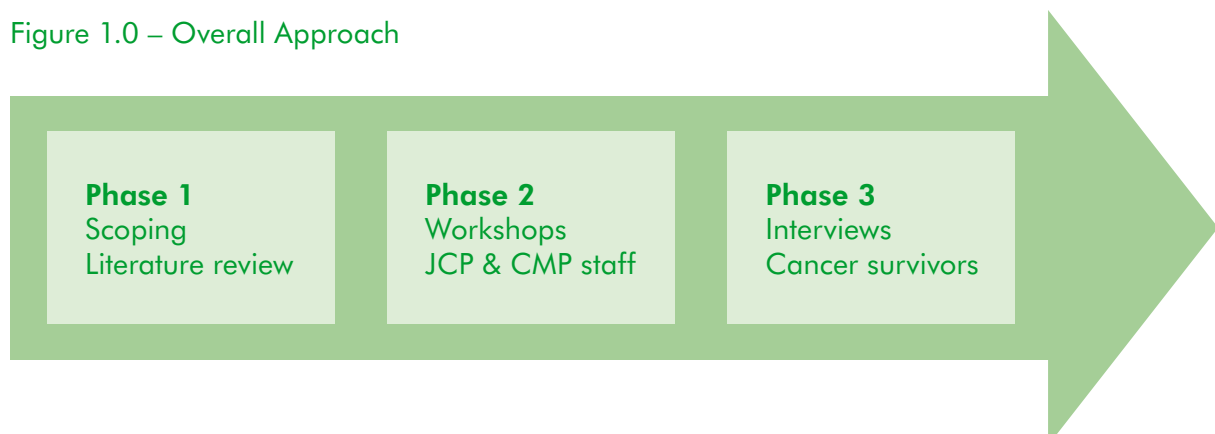 Figure 1.0 – Overall Approach
Phase 1
Scoping
Literature review
Phase 2
Workshops
JCP & CMP staff
Phase 3
Interviews
Cancer survivors